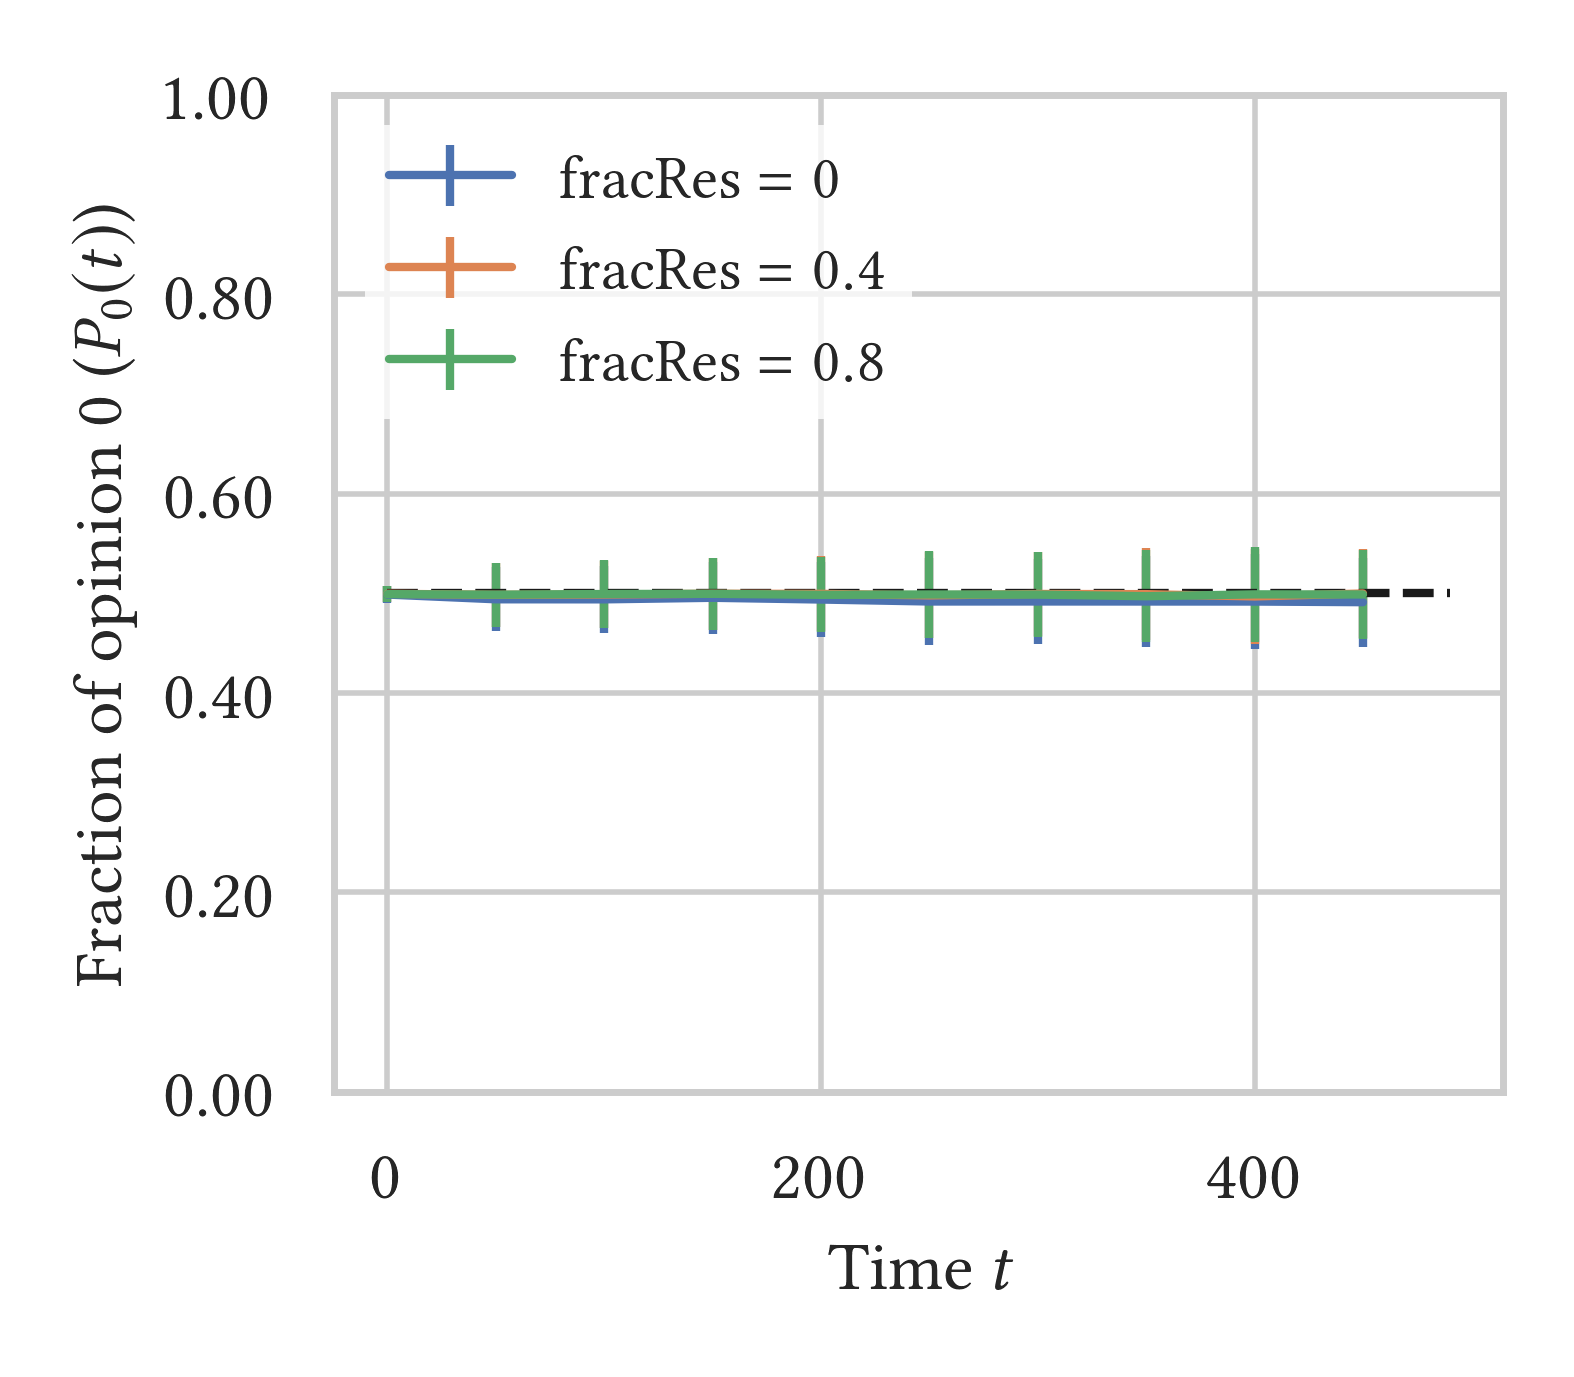 1.00
0.80
0.60
0.40
0.20
0.00
Fraction of opinion 0 (P₀(t))
fracRes = 0
fracRes = 0.4
fracRes = 0.8
0 200 400
Time t